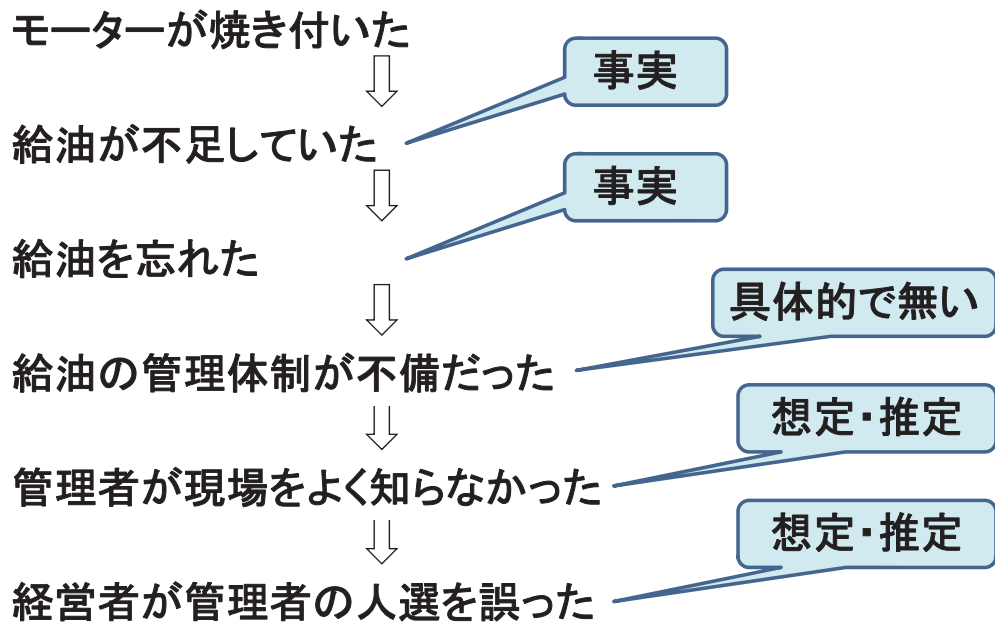 モーターが焼き付いた
事実
給油が不足していた
事実
給油を忘れた
具体的で無い
給油の管理体制が不備だった
想定・推定
管理者が現場をよく知らなかった
想定・推定
経営者が管理者の人選を誤った